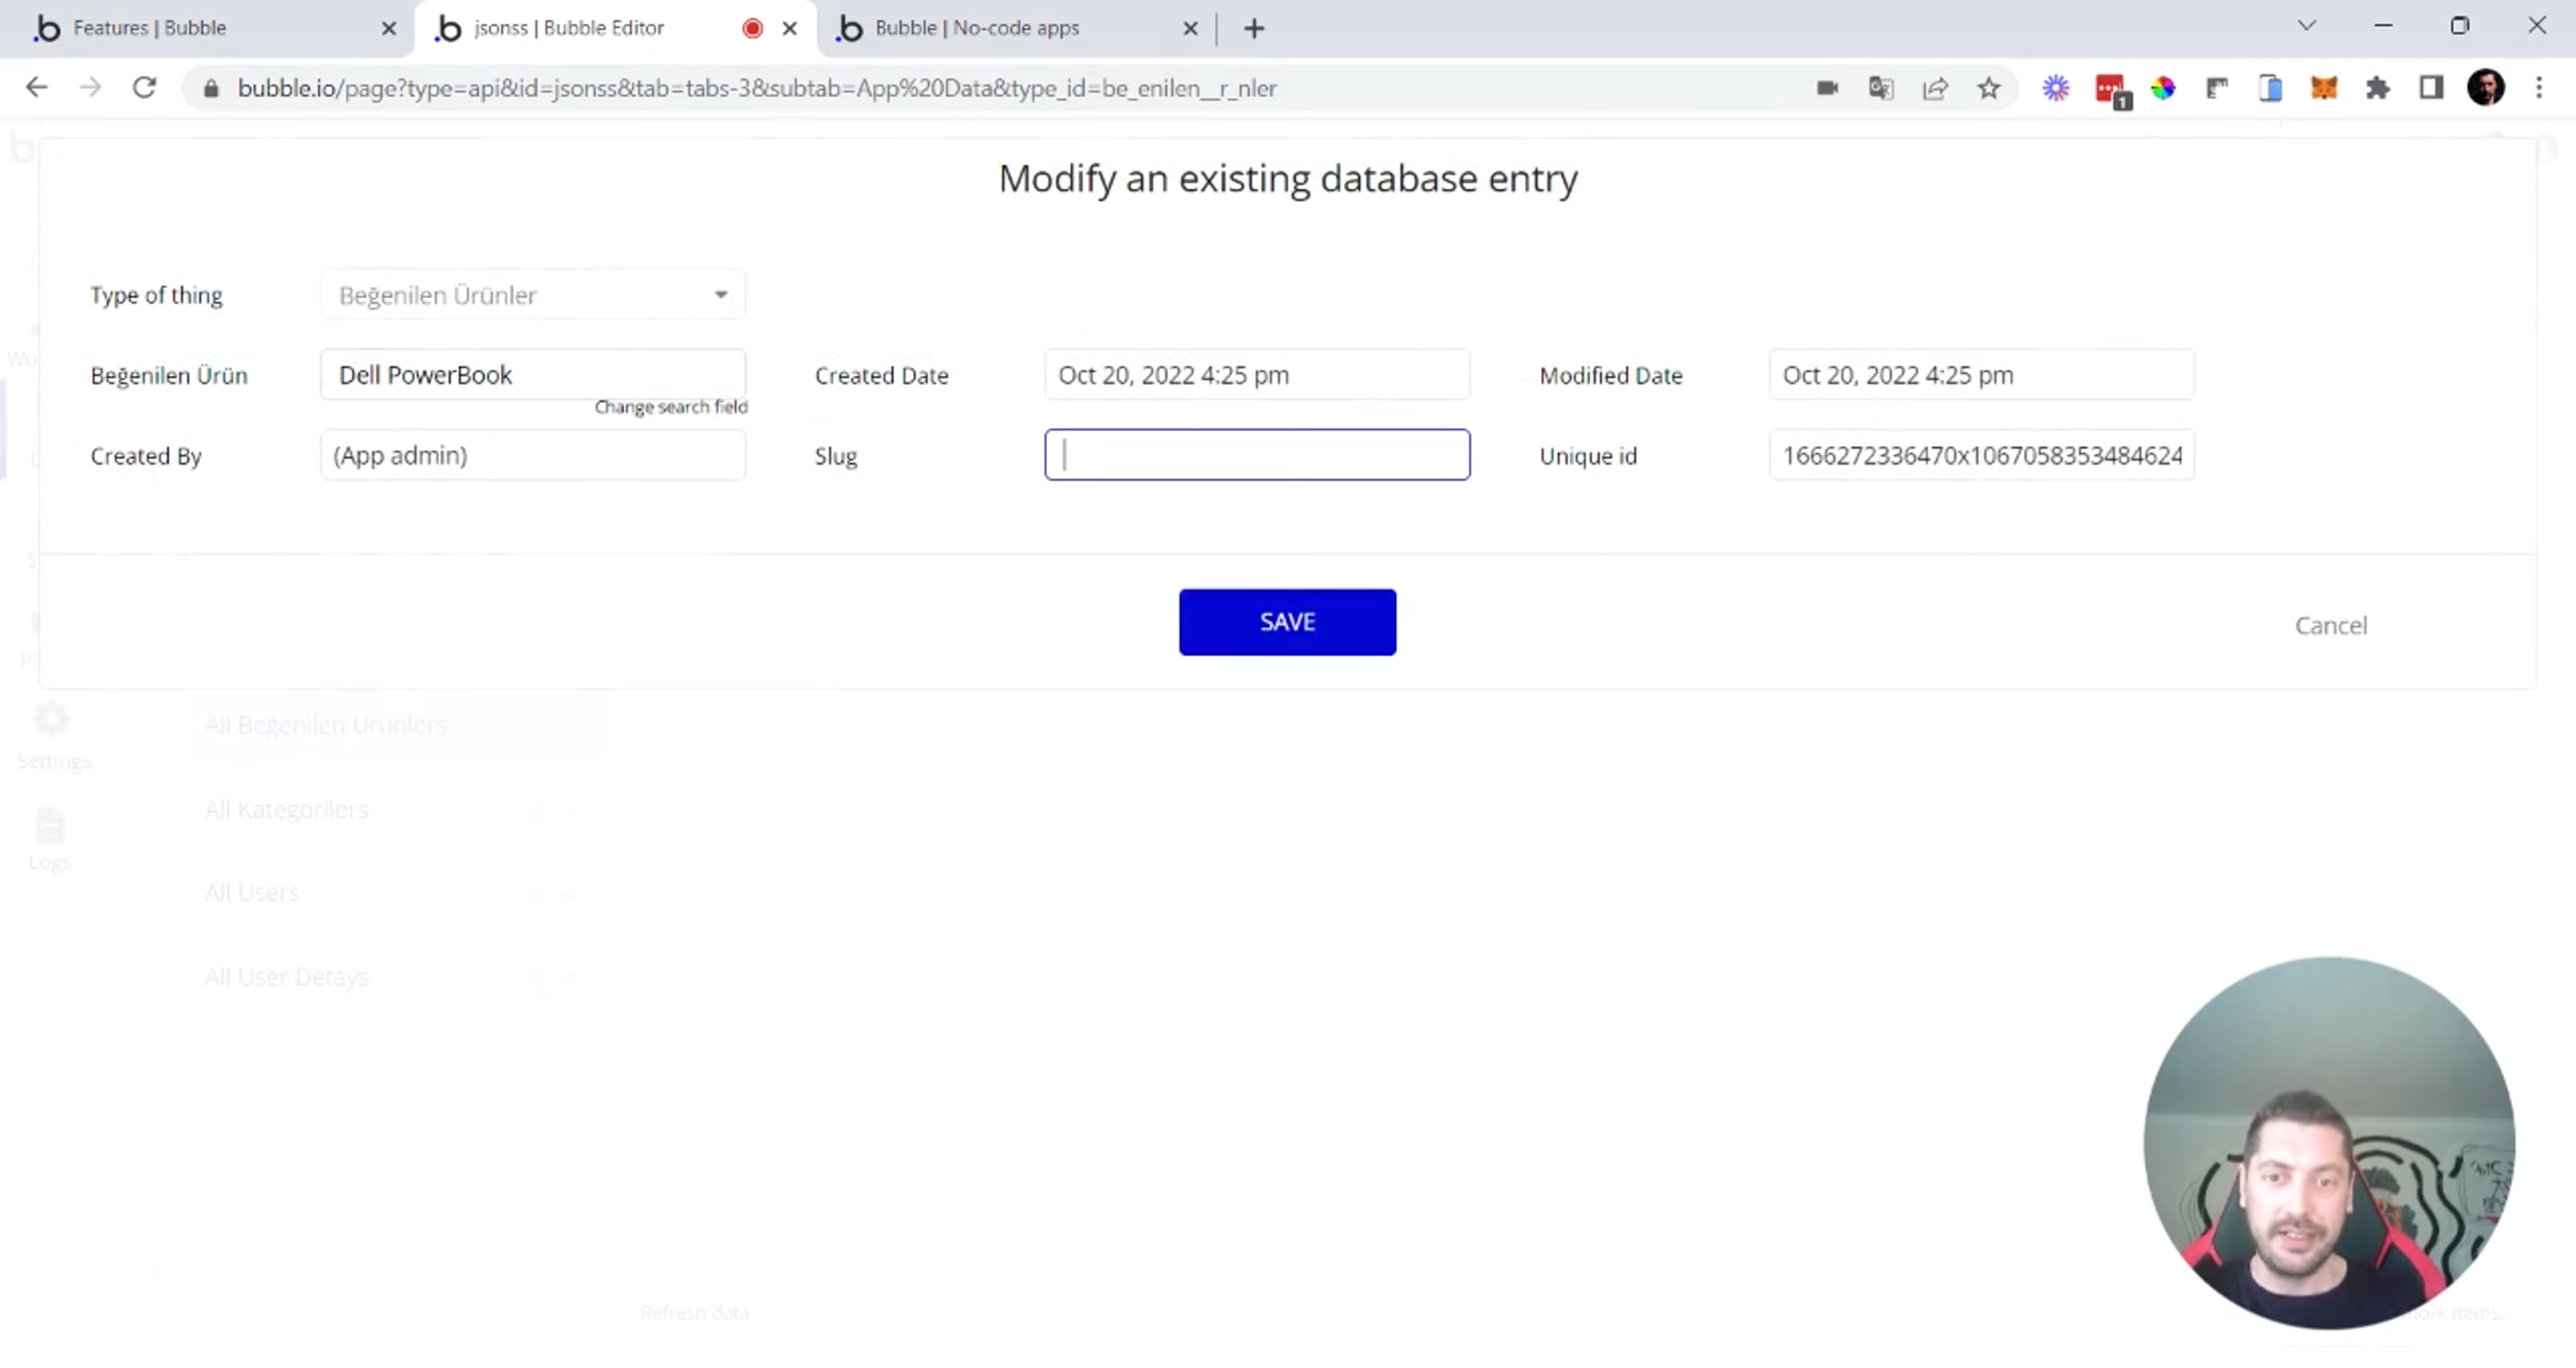 Features | Bubble
jsonss | Bubble Editor
Bubble | No-code apps
bubble.io/page?type=api&id=jsonss&tab=tabs-3&subtab=App%20Data&type_id=be_enilen__r_nler
1
Modify an existing database entry
Type of thing
Beğenilen Ürünler
Beğenilen Ürün
Dell PowerBook
Created Date
Oct 20, 2022 4:25 pm
Modified Date
Oct 20, 2022 4:25 pm
Change search field
Created By
(App admin)
Slug
Unique id
1666272336470x1067058353484624
SAVE
Cancel
All Beğenilen Ürünlers
Settings
All Kategorilers
Logs
All Users
All User Detays
Refresh data
items